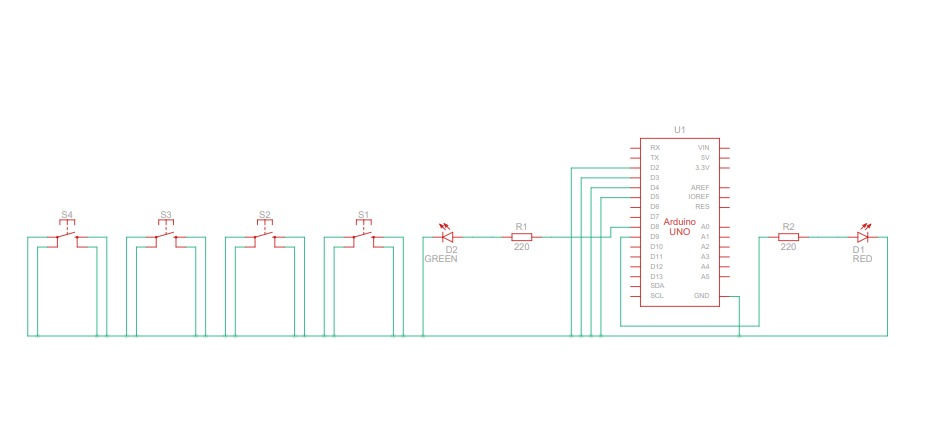 U1
RX
TX
D2
D3
D4
D5
D6
D7
D8
D9
D10
D11
D12
D13
SDA
SCL
VIN
5V
3.3V
AREF
IOREF
RES
A0
A1
A2
A3
A4
A5
GND
Arduino
UNO
S4
S3
S2
S1
D2
GREEN
R1
220
R2
220
D1
RED